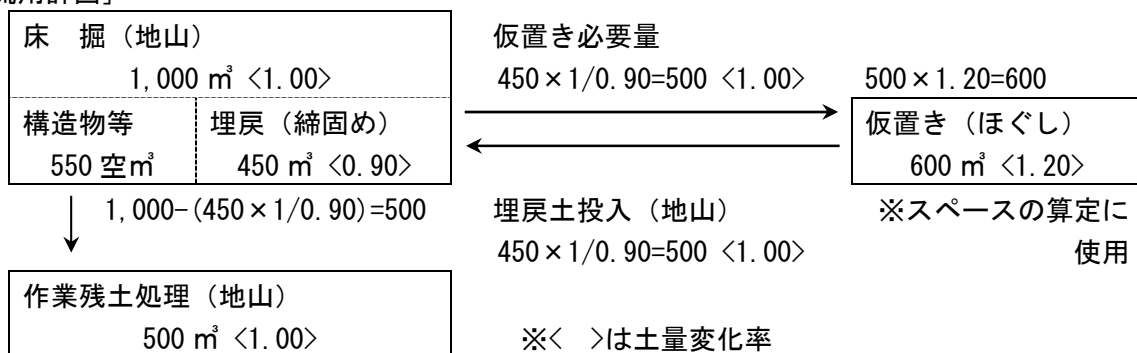 床　掘（地山）
1,000 ㎥ <1.00>
構造物等
550 空㎥
埋戻（締固め）
450 ㎥ <0.90>
仮置き必要量
450×1/0.90=500 <1.00>
500×1.20=600
仮置き（ほぐし）
600 ㎥ <1.20>
1,000-(450×1/0.90)=500
埋戻土投入（地山）
450×1/0.90=500 <1.00>
※スペースの算定に
使用
作業残土処理（地山）
500 ㎥ <1.00>
※< >は土量変化率